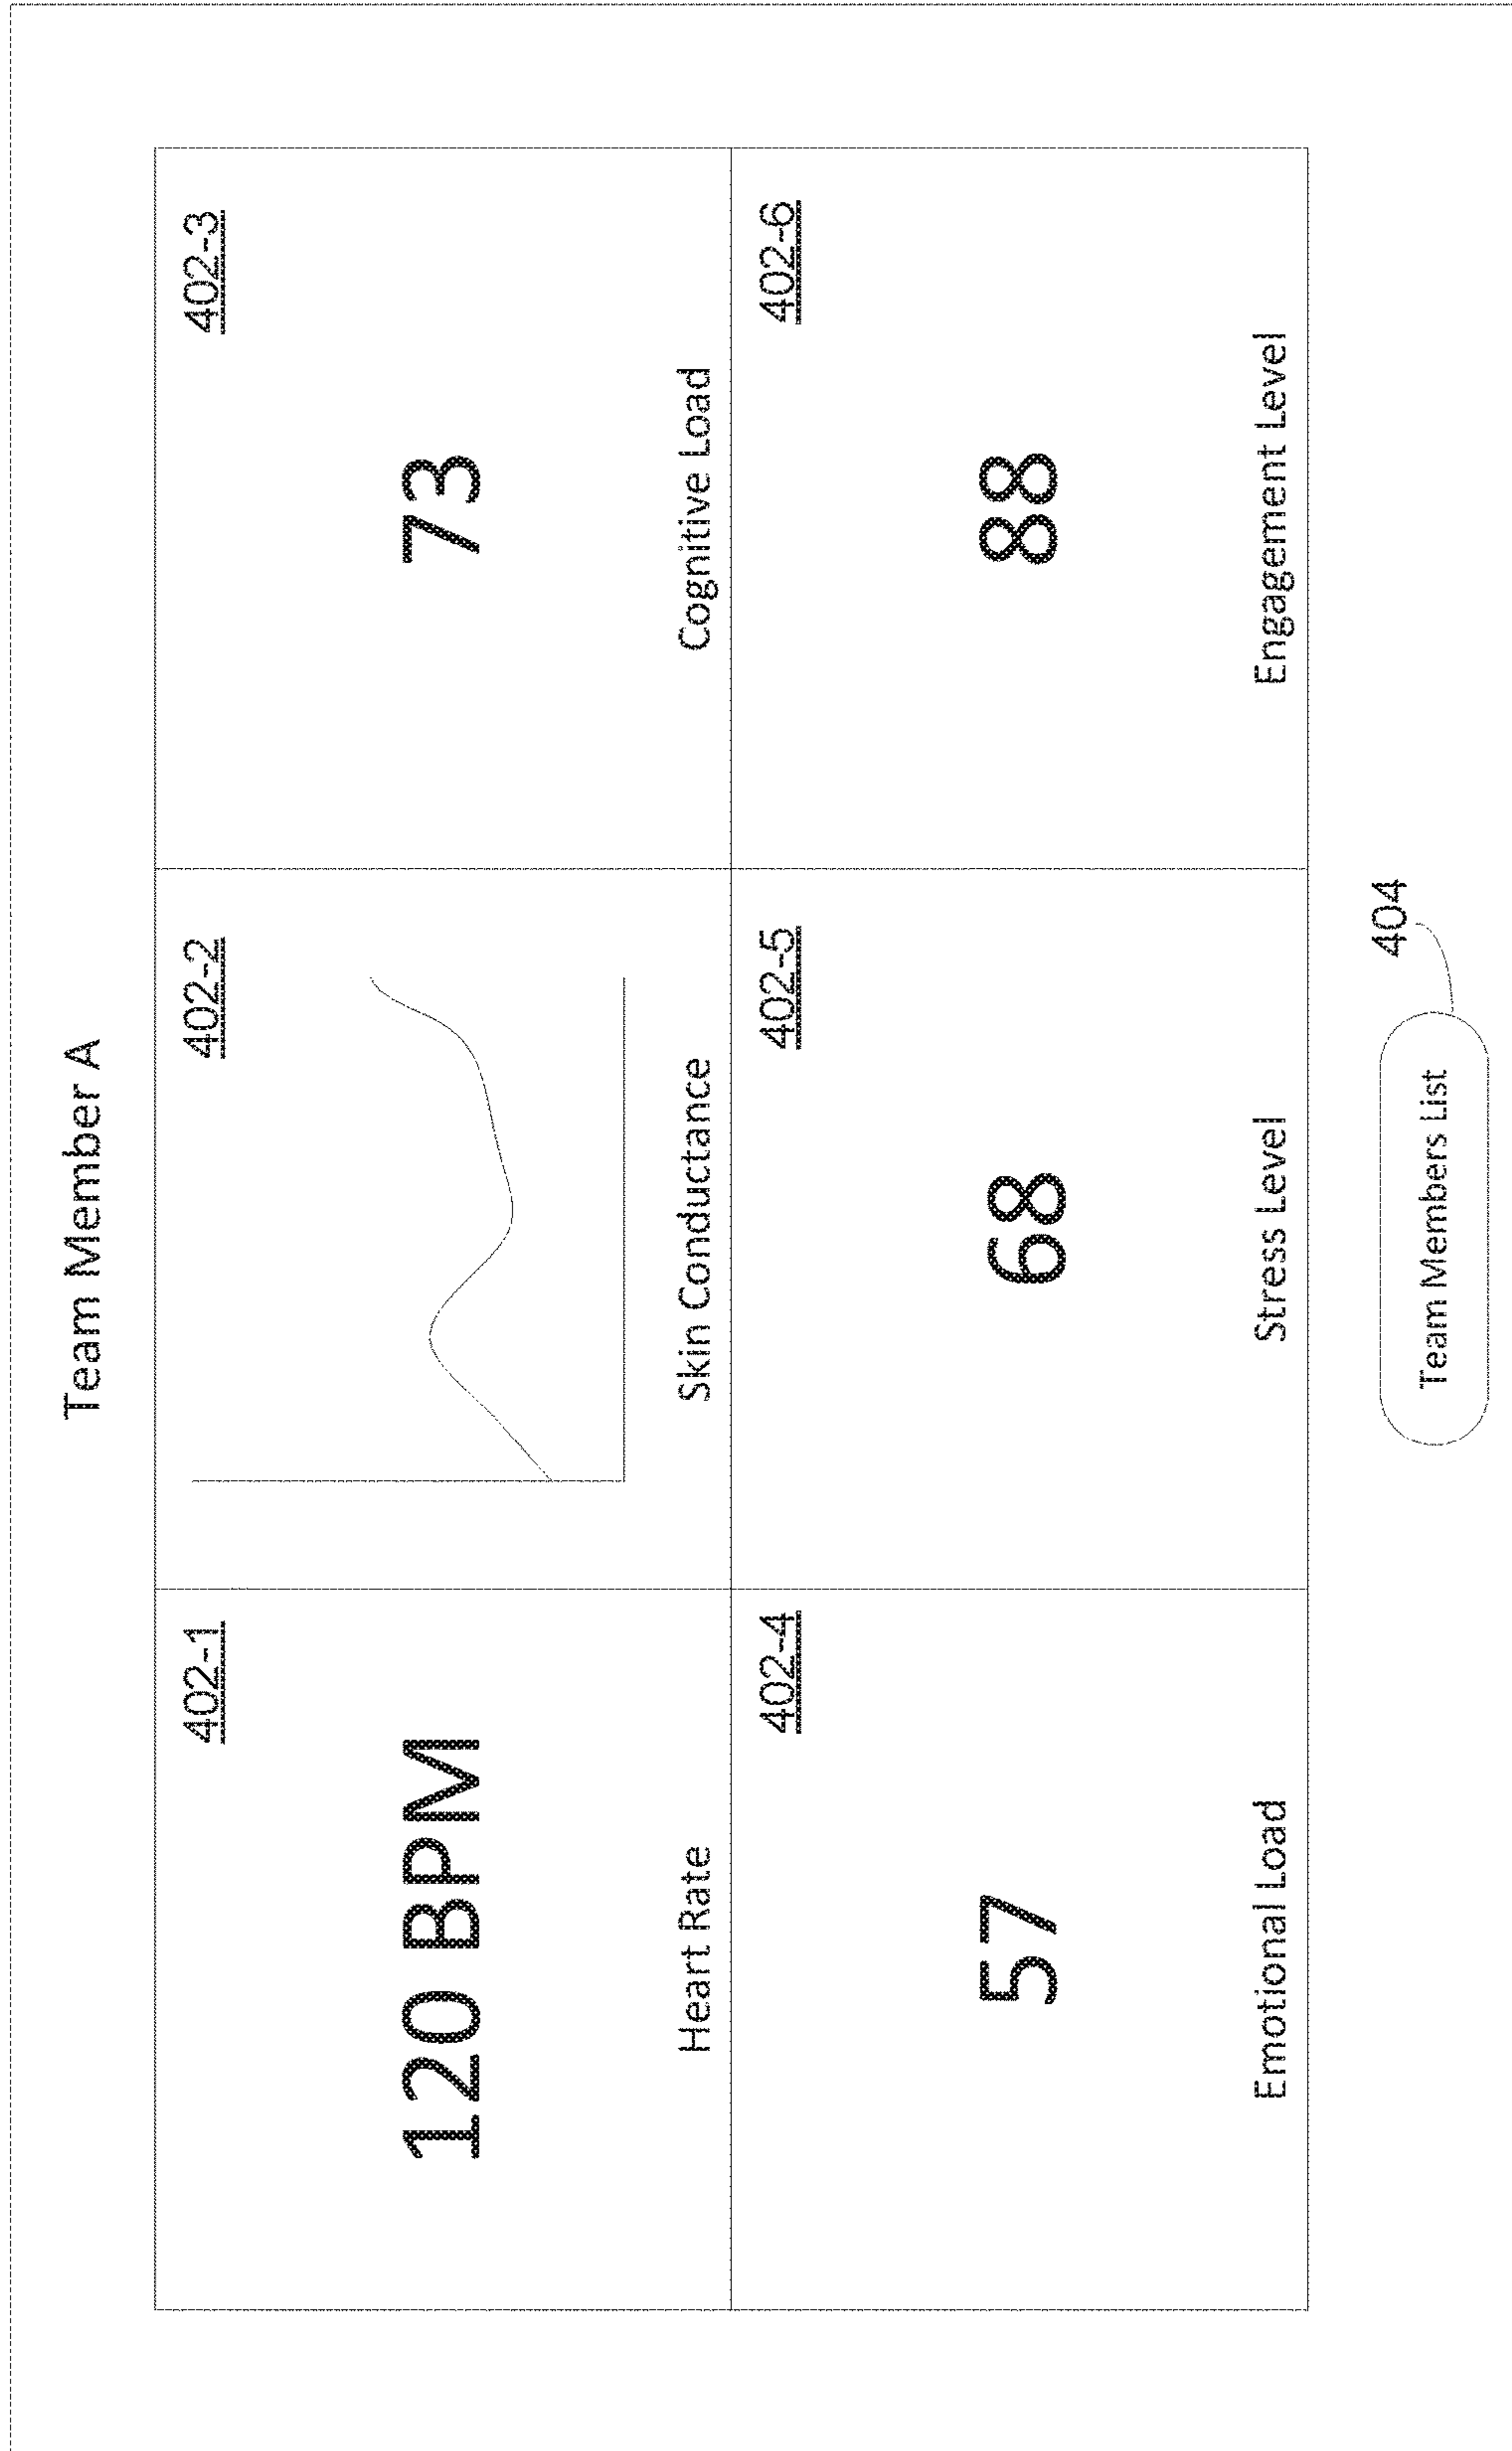 Team Member A
402-1
120 BPM
Heart Rate
402-2
Skin Conductance
402-3
73
Cognitive Load
402-4
57
Emotional Load
402-5
68
Stress Level
402-6
88
Engagement Level
404
Team Members List